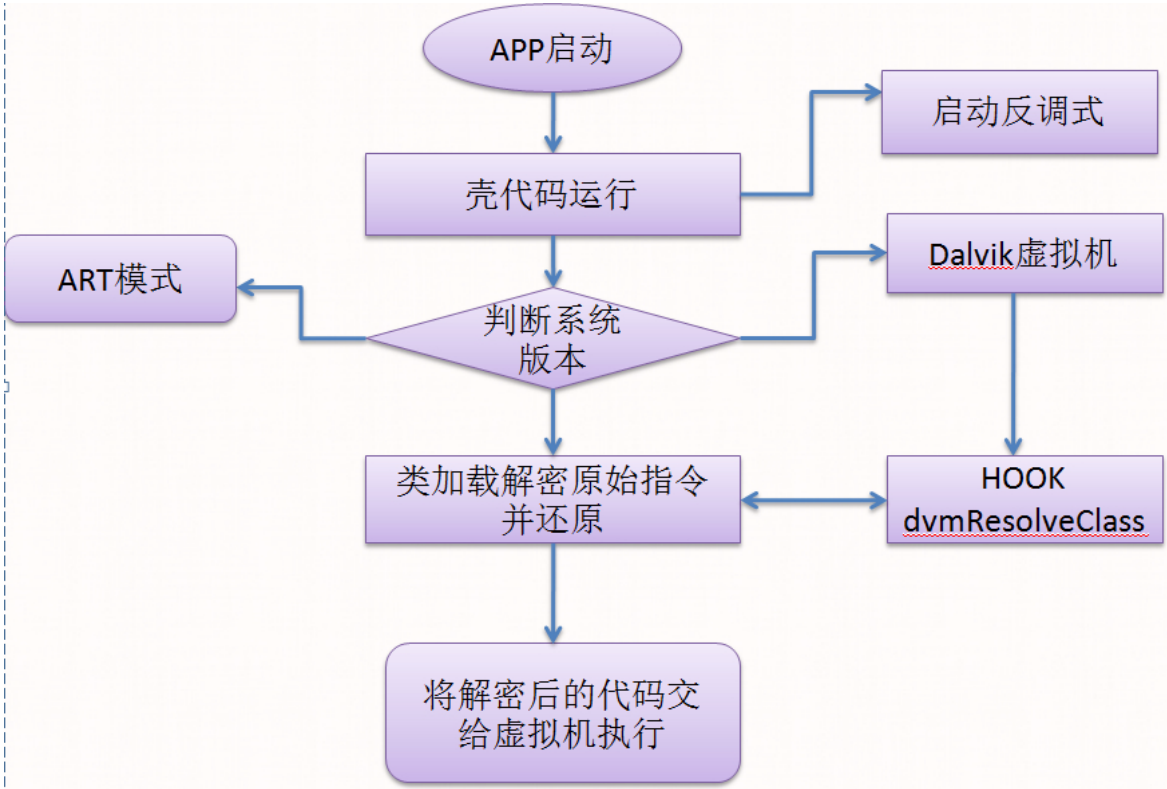 APP启动
启动反调式
壳代码运行
Dalvik虚拟机
ART模式
判断系统
版本
类加载解密原始指令
并还原
HOOK
dvmResolveClass
将解密后的代码交
给虚拟机执行